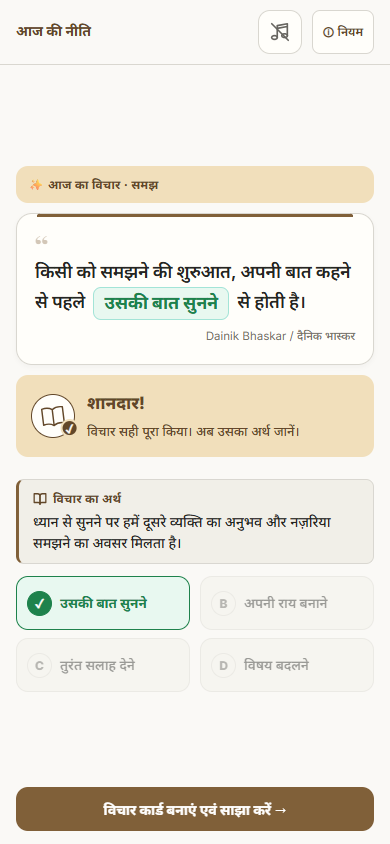 आज की नीति
नियम
आज का विचार · समझ
“
किसी को समझने की शुरुआत, अपनी बात कहने
से पहले उसकी बात सुनने से होती है।
Dainik Bhaskar / दैनिक भास्कर
शानदार!
विचार सही पूरा किया। अब उसका अर्थ जानें।
विचार का अर्थ
ध्यान से सुनने पर हमें दूसरे व्यक्ति का अनुभव और नज़रिया
समझने का अवसर मिलता है।
✓ उसकी बात सुनने
B अपनी राय बनाने
C तुरंत सलाह देने
D विषय बदलने
विचार कार्ड बनाएं एवं साझा करें →